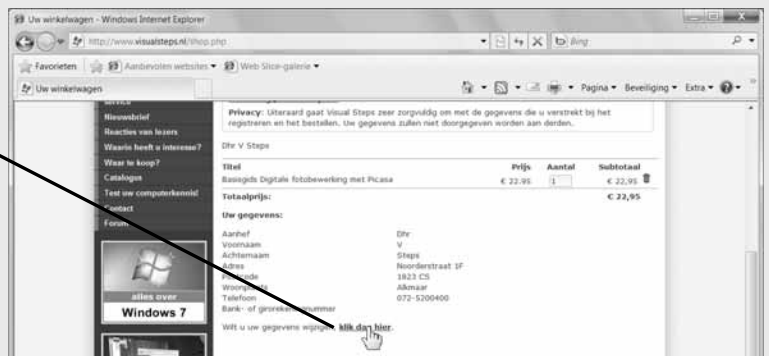 Uw winkelwagen - Windows Internet Explorer
http://www.visualsteps.nl/shop.php
Bing
Favorieten Aanbevolen websites Web Slice-galerie
Uw winkelwagen Pagina Beveiliging Extra
Service
Nieuwsbrief
Reacties van lezers
Waarin heeft u interesse?
Waar te koop?
Catalogus
Test uw computerkennis!
Contact
Forum
alles over
Windows 7
Privacy: Uiteraard gaat Visual Steps zeer zorgvuldig om met de gegevens die u verstrekt bij het
registreren en het bestellen. Uw gegevens zullen niet doorgegeven worden aan derden.
Dhr V Steps
Titel Prijs Aantal Subtotaal
Basisgids Digitale fotobewerking met Picasa € 22,95 1 € 22,95
Totaalprijs: € 22,95
Uw gegevens:
Aanhef Dhr
Voornaam V
Achternaam Steps
Adres Noorderstraat 1F
Postcode 1823 CS
Woonplaats Alkmaar
Telefoon 072-5200400
Bank- of girorekeningnummer
Wilt u uw gegevens wijzigen, klik dan hier.